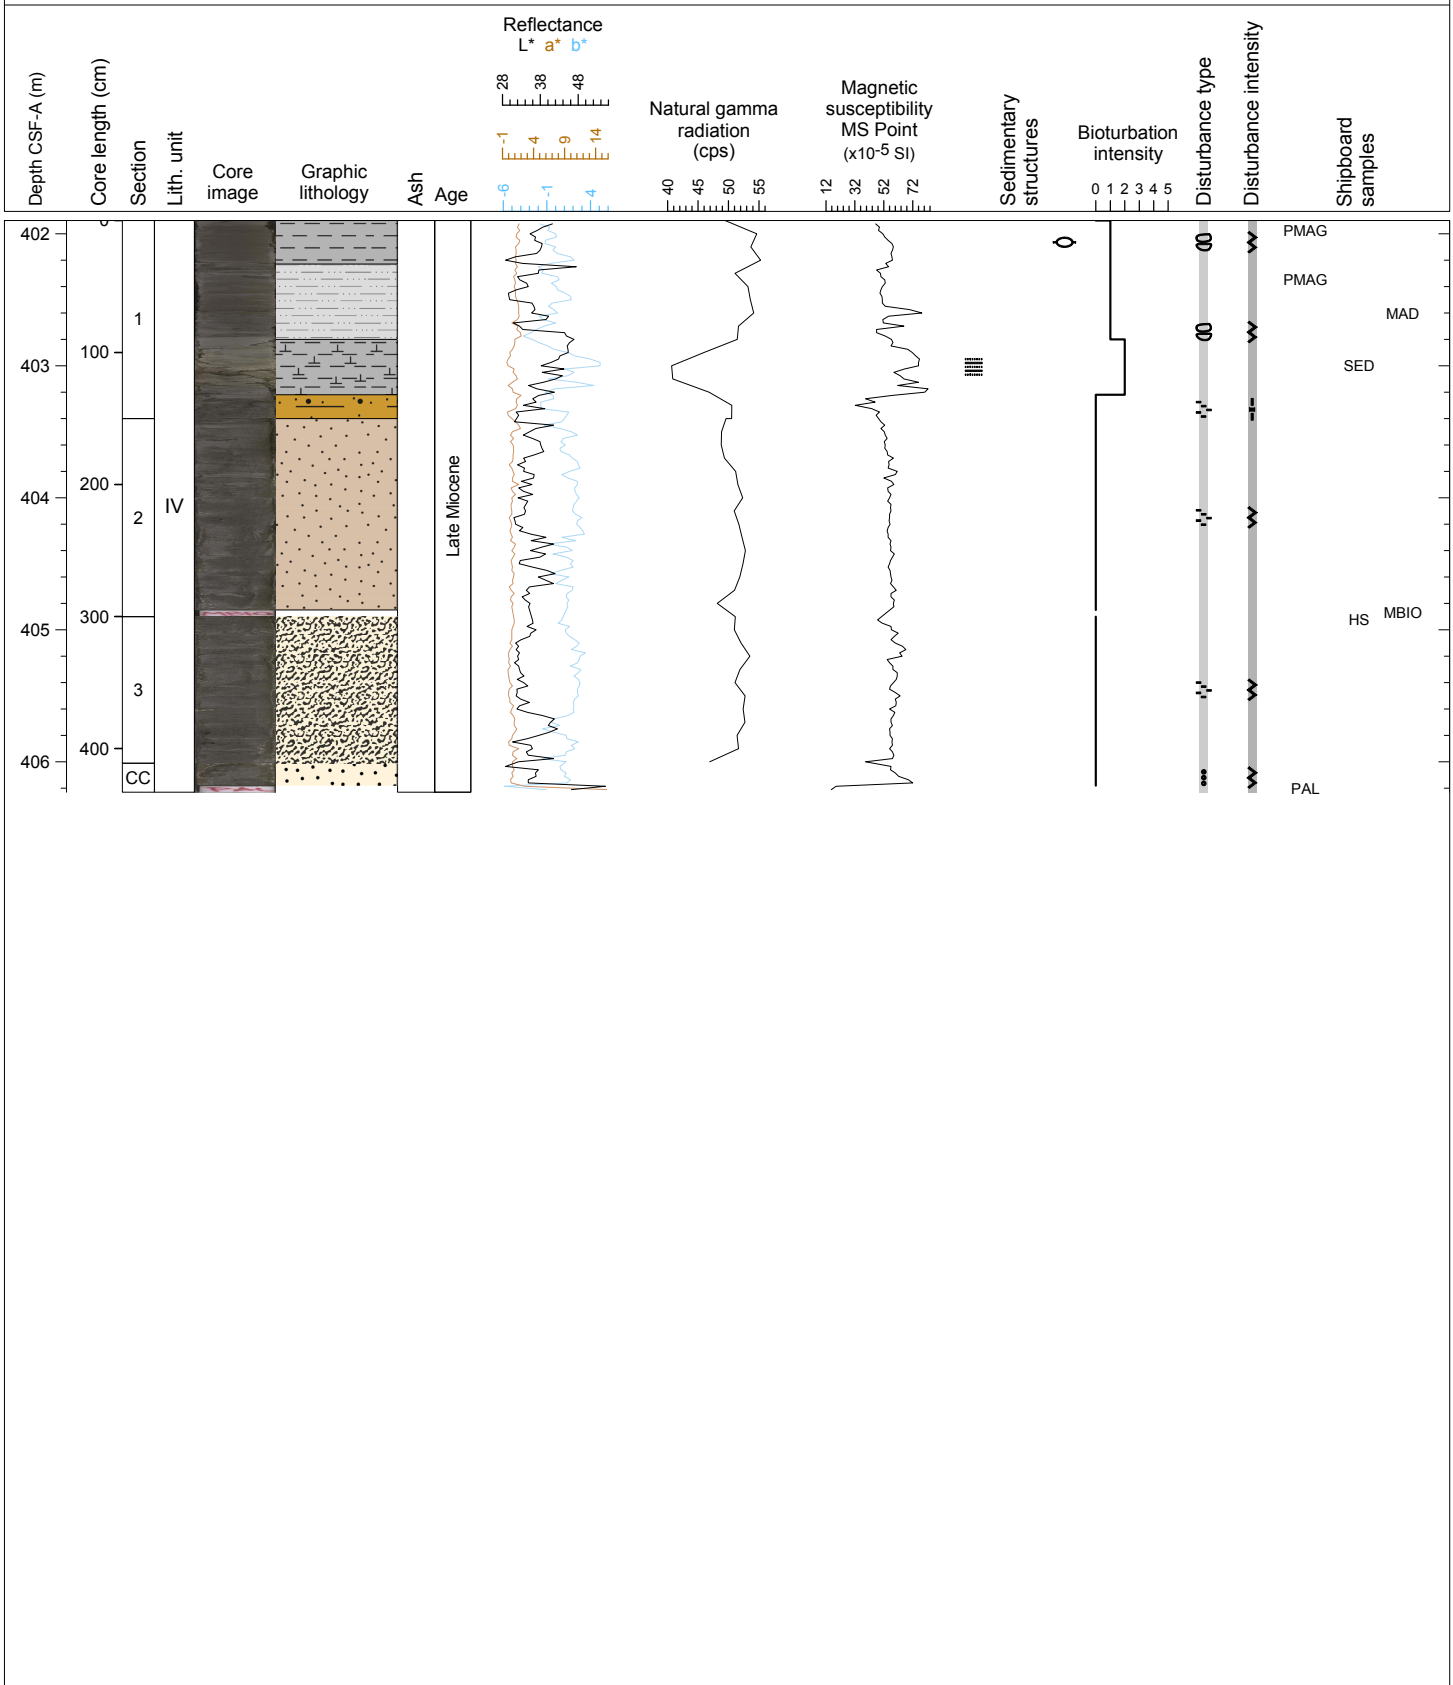 Depth CSF-A (m)
Core length (cm)
Section
Lith. unit
Core
image
Graphic
lithology
Ash
Age
Reflectance
L* a* b*
28 38 48
-1 4 9 14
-6 -1 4
Natural gamma
radiation
(cps)
40 45 50 55
Magnetic
susceptibility
MS Point
(x10-5 SI)
12 32 52 72
Sedimentary
structures
Bioturbation
intensity
0 1 2 3 4 5
Disturbance type
Disturbance intensity
Shipboard
samples
0
402
PMAG
PMAG
MAD
1
100
403
SED
200
404
2
IV
Late Miocene
300
405
HS
MBIO
3
400
406
CC
PAL